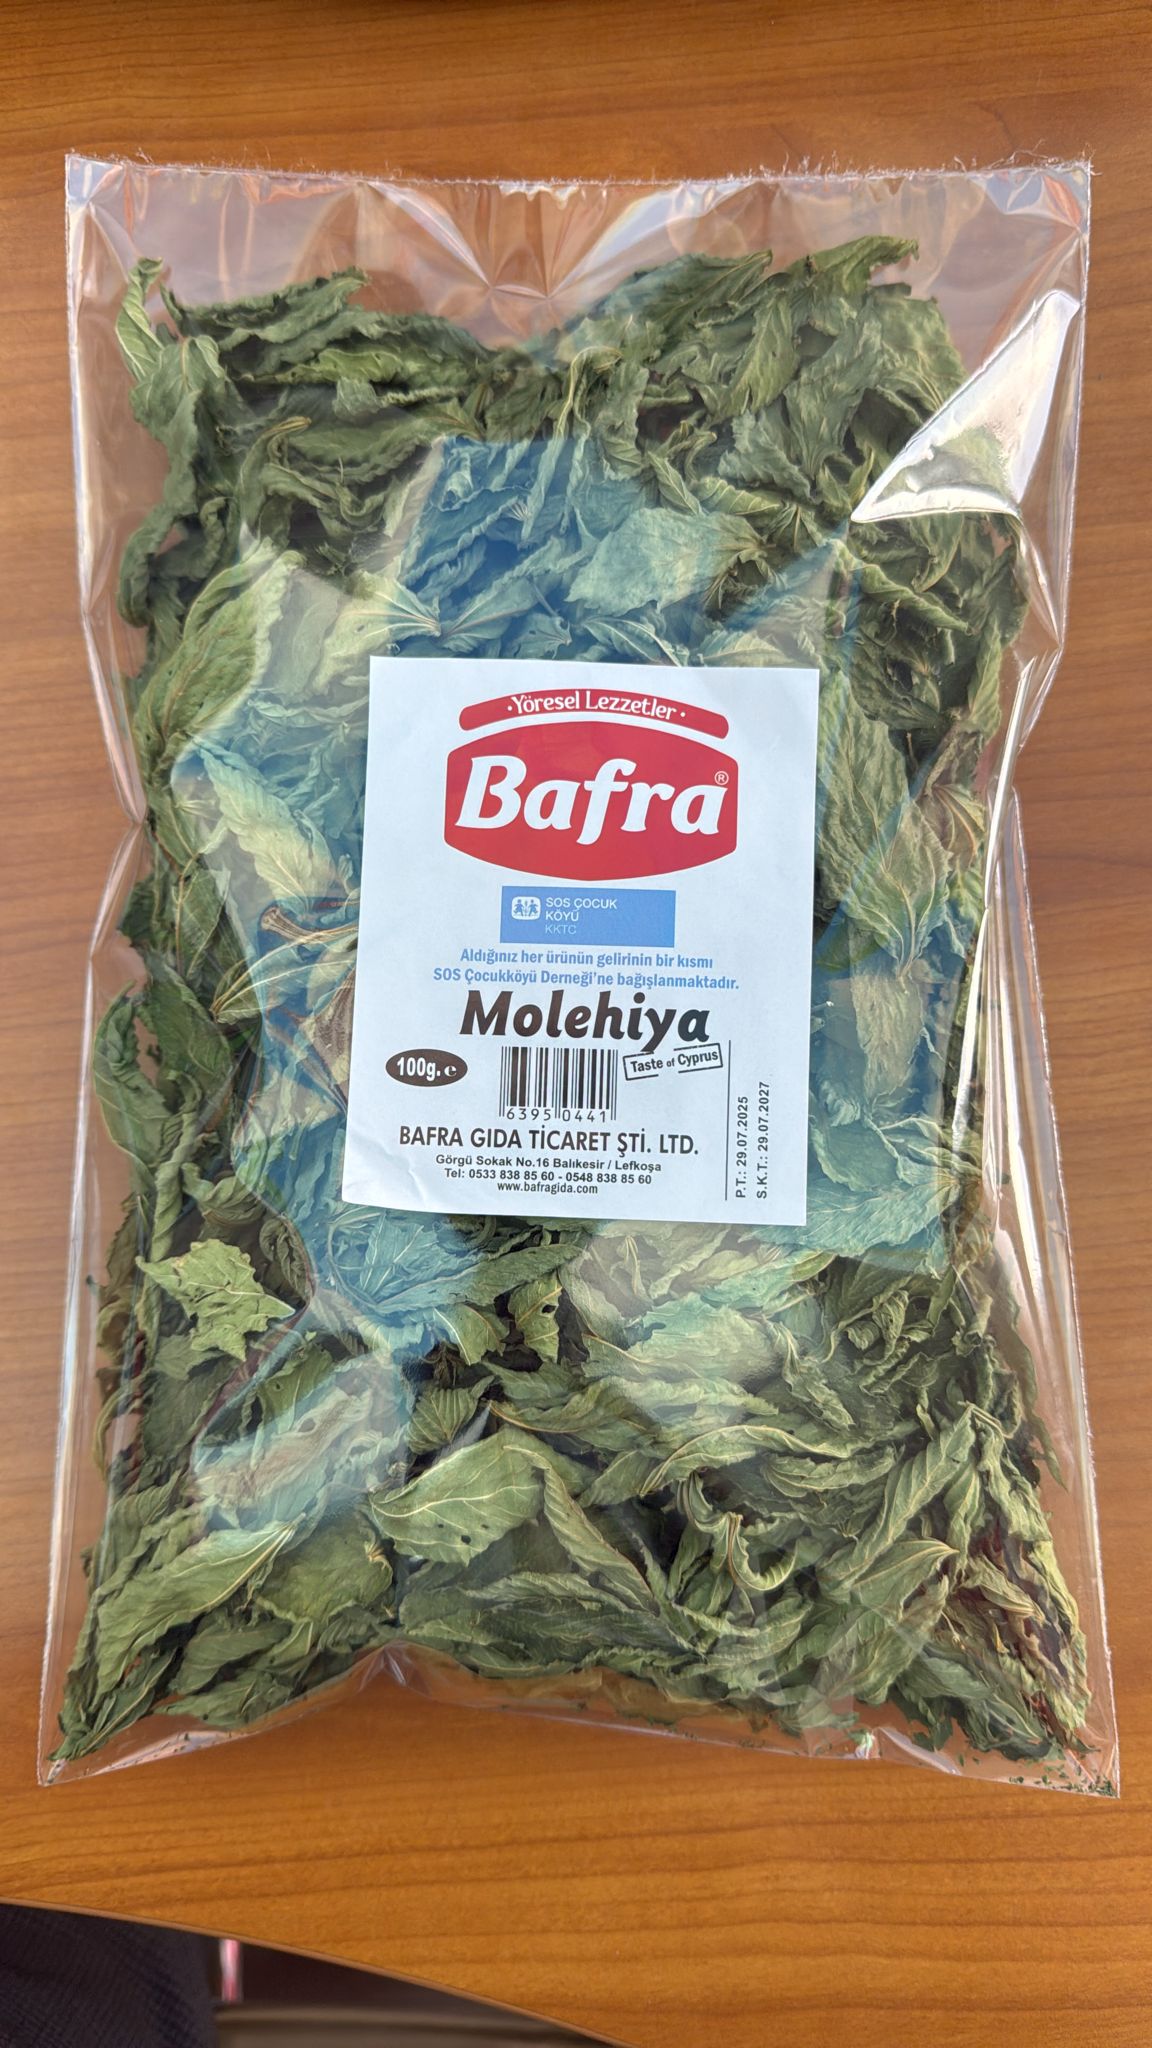 ·Yöresel Lezzetler·
Bafra®
SOS ÇOCUK
KÖYÜ
KKTC
Aldığınız her ürünün gelirinin bir kısmı
SOS Çocukköyü Derneği'ne bağışlanmaktadır.
Molehiya
100g. e
Taste of Cyprus
63950441
BAFRA GIDA TİCARET ŞTİ. LTD.
Görgü Sokak No.16 Balıkesir / Lefkoşa
Tel: 0533 838 85 60 - 0548 838 85 60
www.bafragida.com
P.T.: 29.07.2025
S.K.T.: 29.07.2027